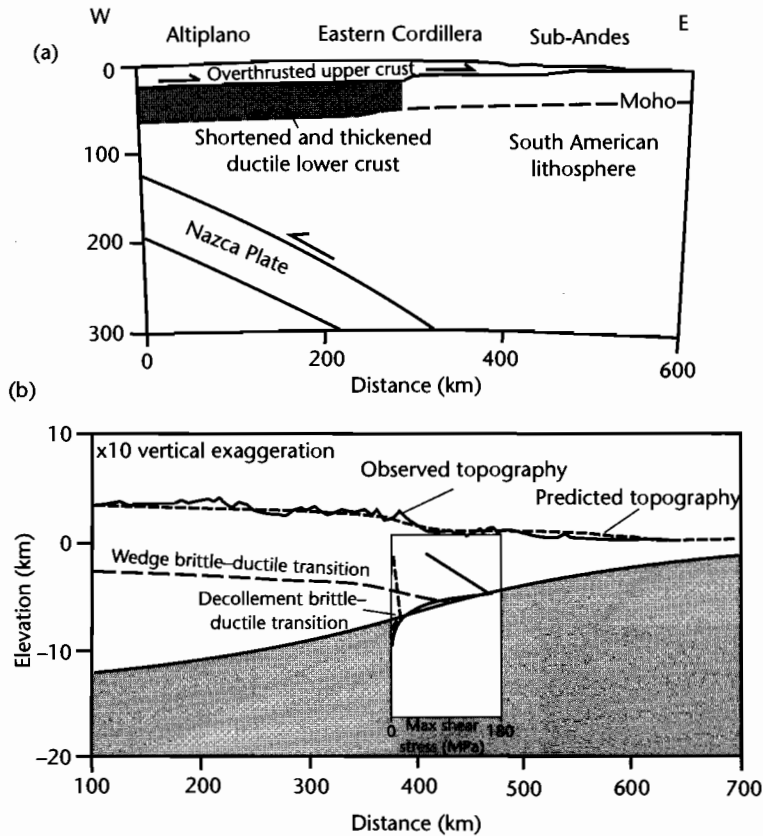 W
E
Altiplano Eastern Cordillera Sub-Andes
(a)
0
Overthrusted upper crust
Moho
Shortened and thickened
ductile lower crust
South American
lithosphere
100
Nazca Plate
200
300
0 200 400 600
Distance (km)
(b)
10
x10 vertical exaggeration
Observed topography
Predicted topography
0
Wedge brittle–ductile transition
Decollement brittle–
ductile transition
Elevation (km)
–10
0 Max shear 180
stress (MPa)
–20
100 200 300 400 500 600 700
Distance (km)